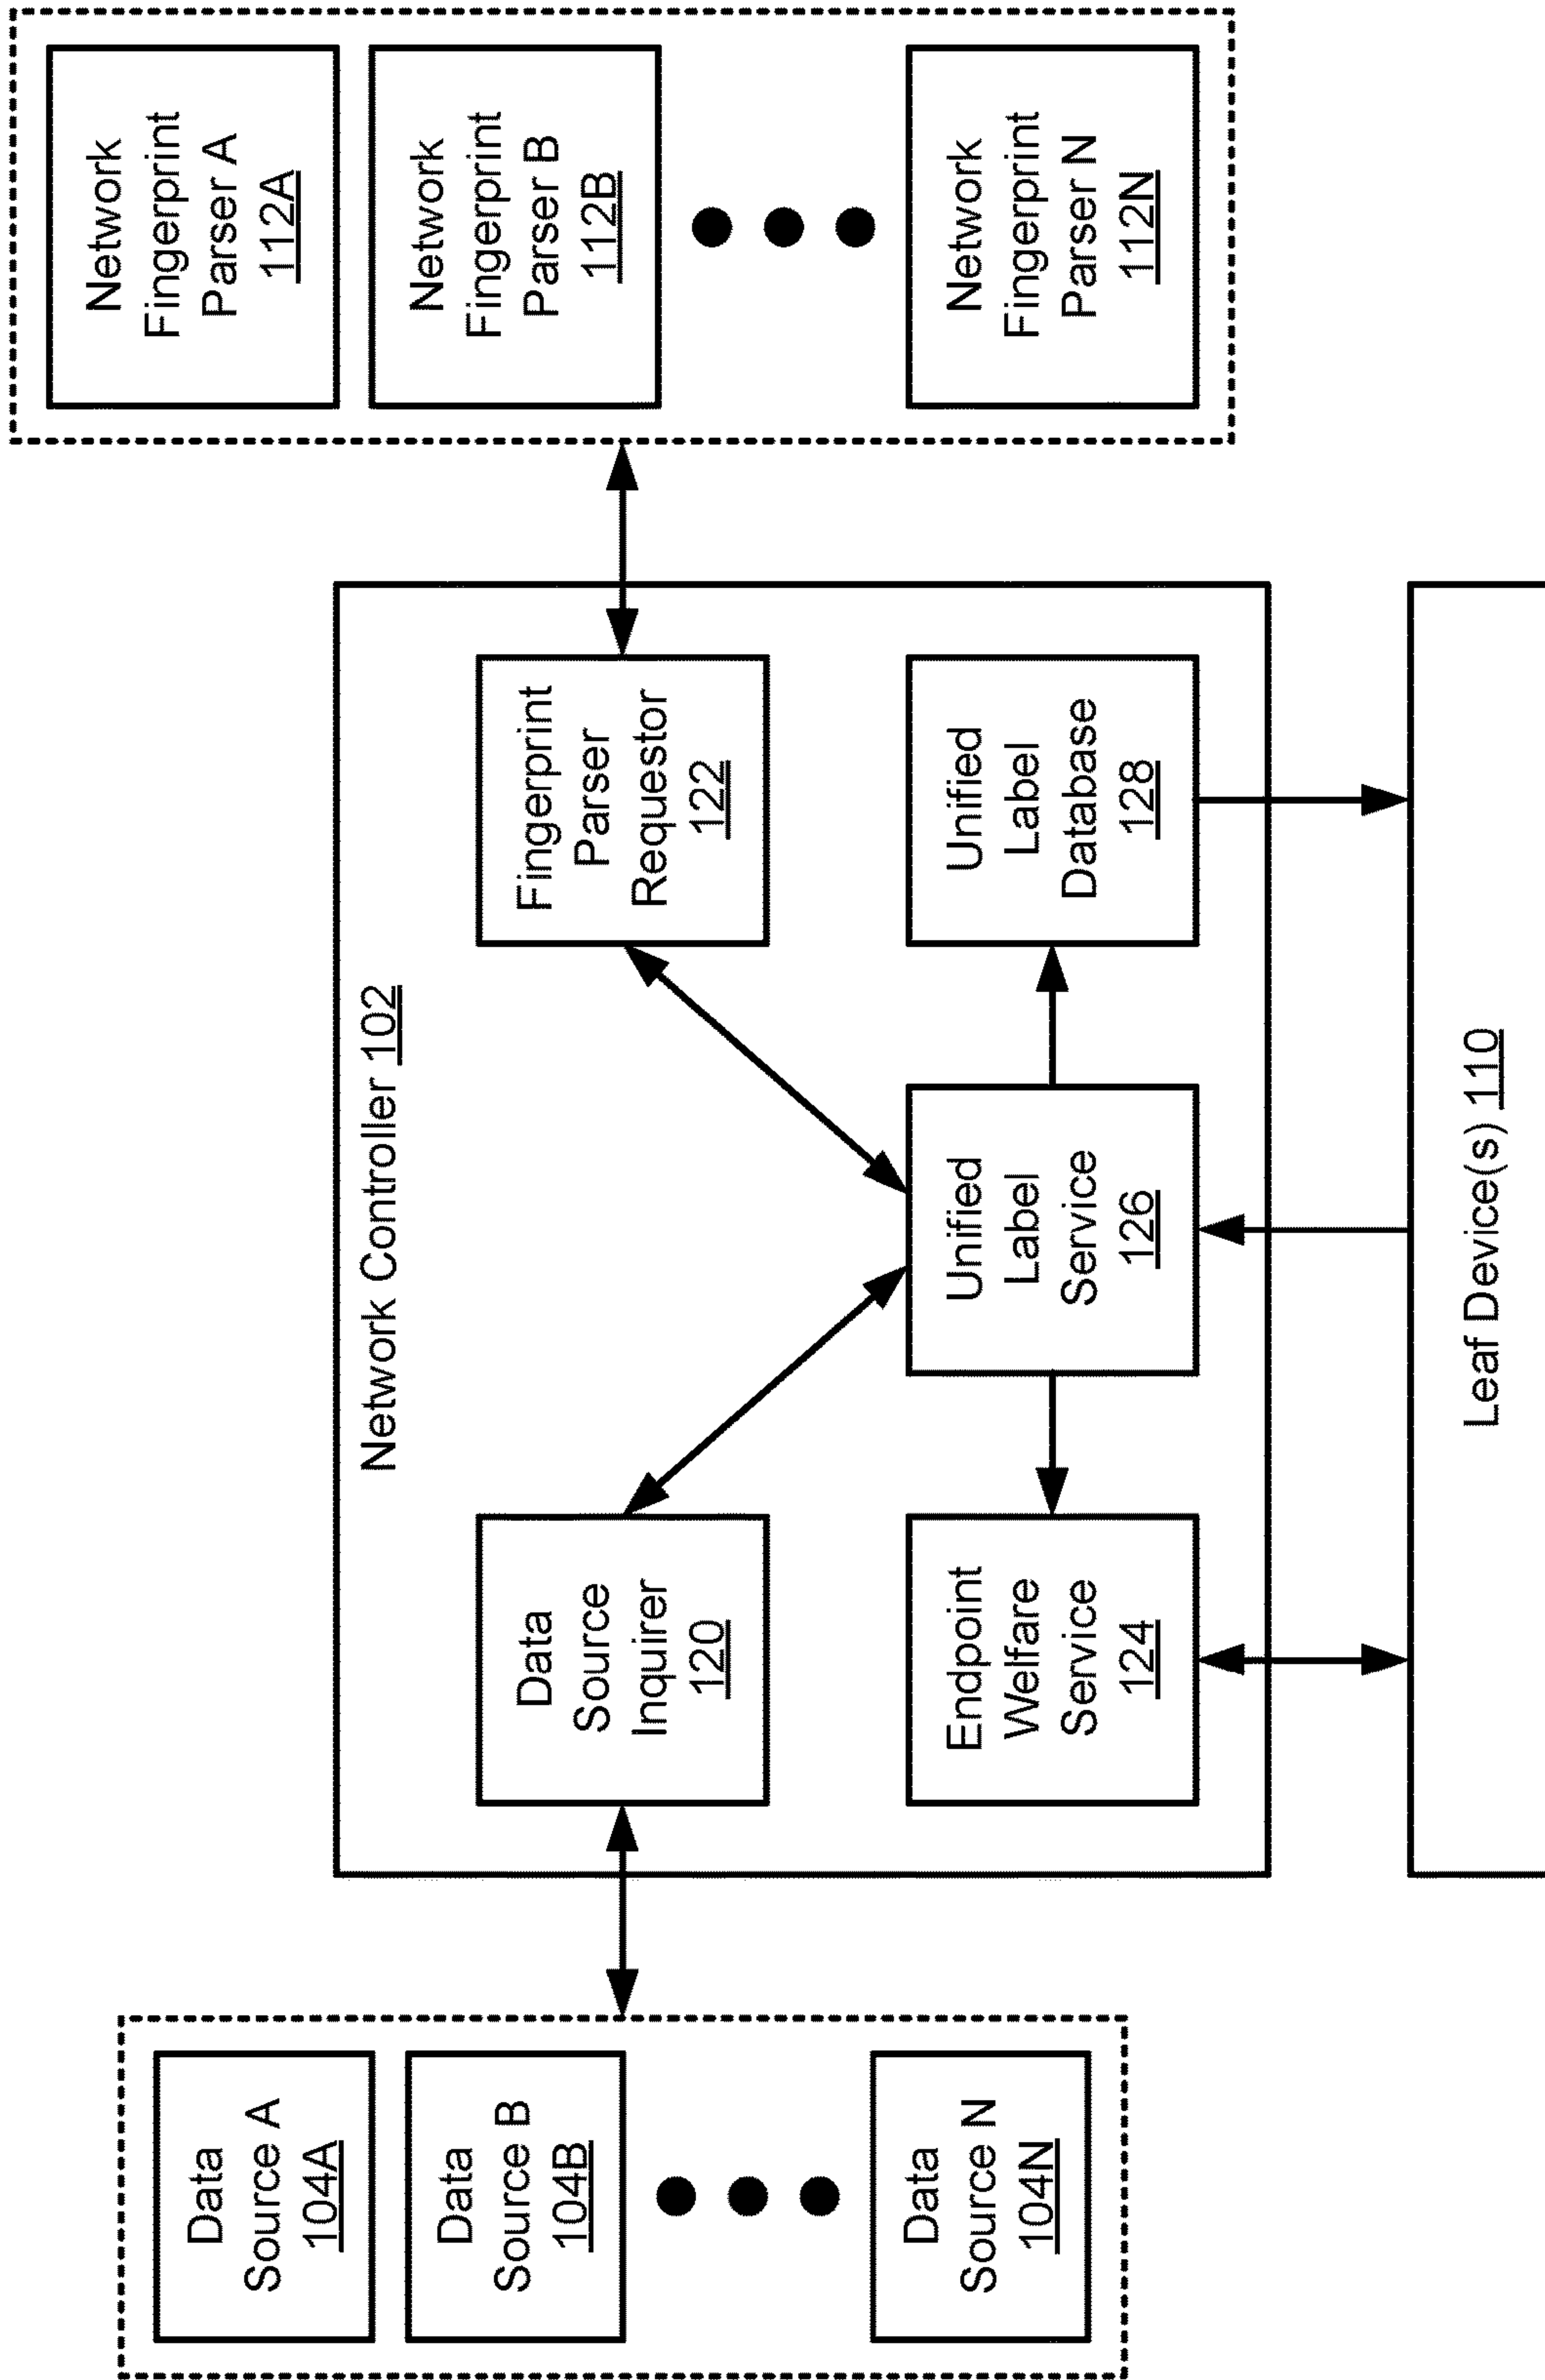 Data
Source A
104A
Data
Source B
104B
Data
Source N
104N
Network Controller 102
Data
Source
Inquirer
120
Fingerprint
Parser
Requestor
122
Endpoint
Welfare
Service
124
Unified
Label
Service
126
Unified
Label
Database
128
Leaf Device(s) 110
Network
Fingerprint
Parser A
112A
Network
Fingerprint
Parser B
112B
Network
Fingerprint
Parser N
112N